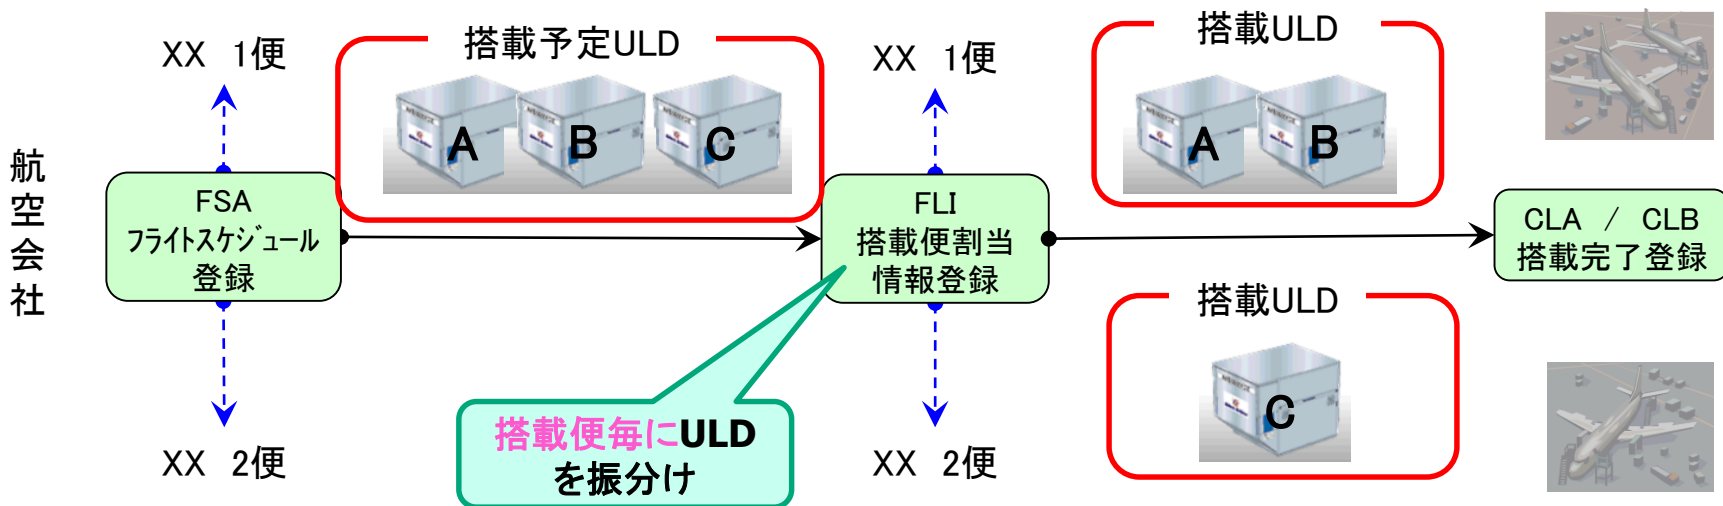 航空会社
XX 1便
FSA
フライトスケジュール
登録
XX 2便
搭載予定ULD
A B C
XX 1便
FLI
搭載便割当
情報登録
XX 2便
搭載便毎にULD
を振分け
搭載ULD
A B
搭載ULD
C
CLA / CLB
搭載完了登録